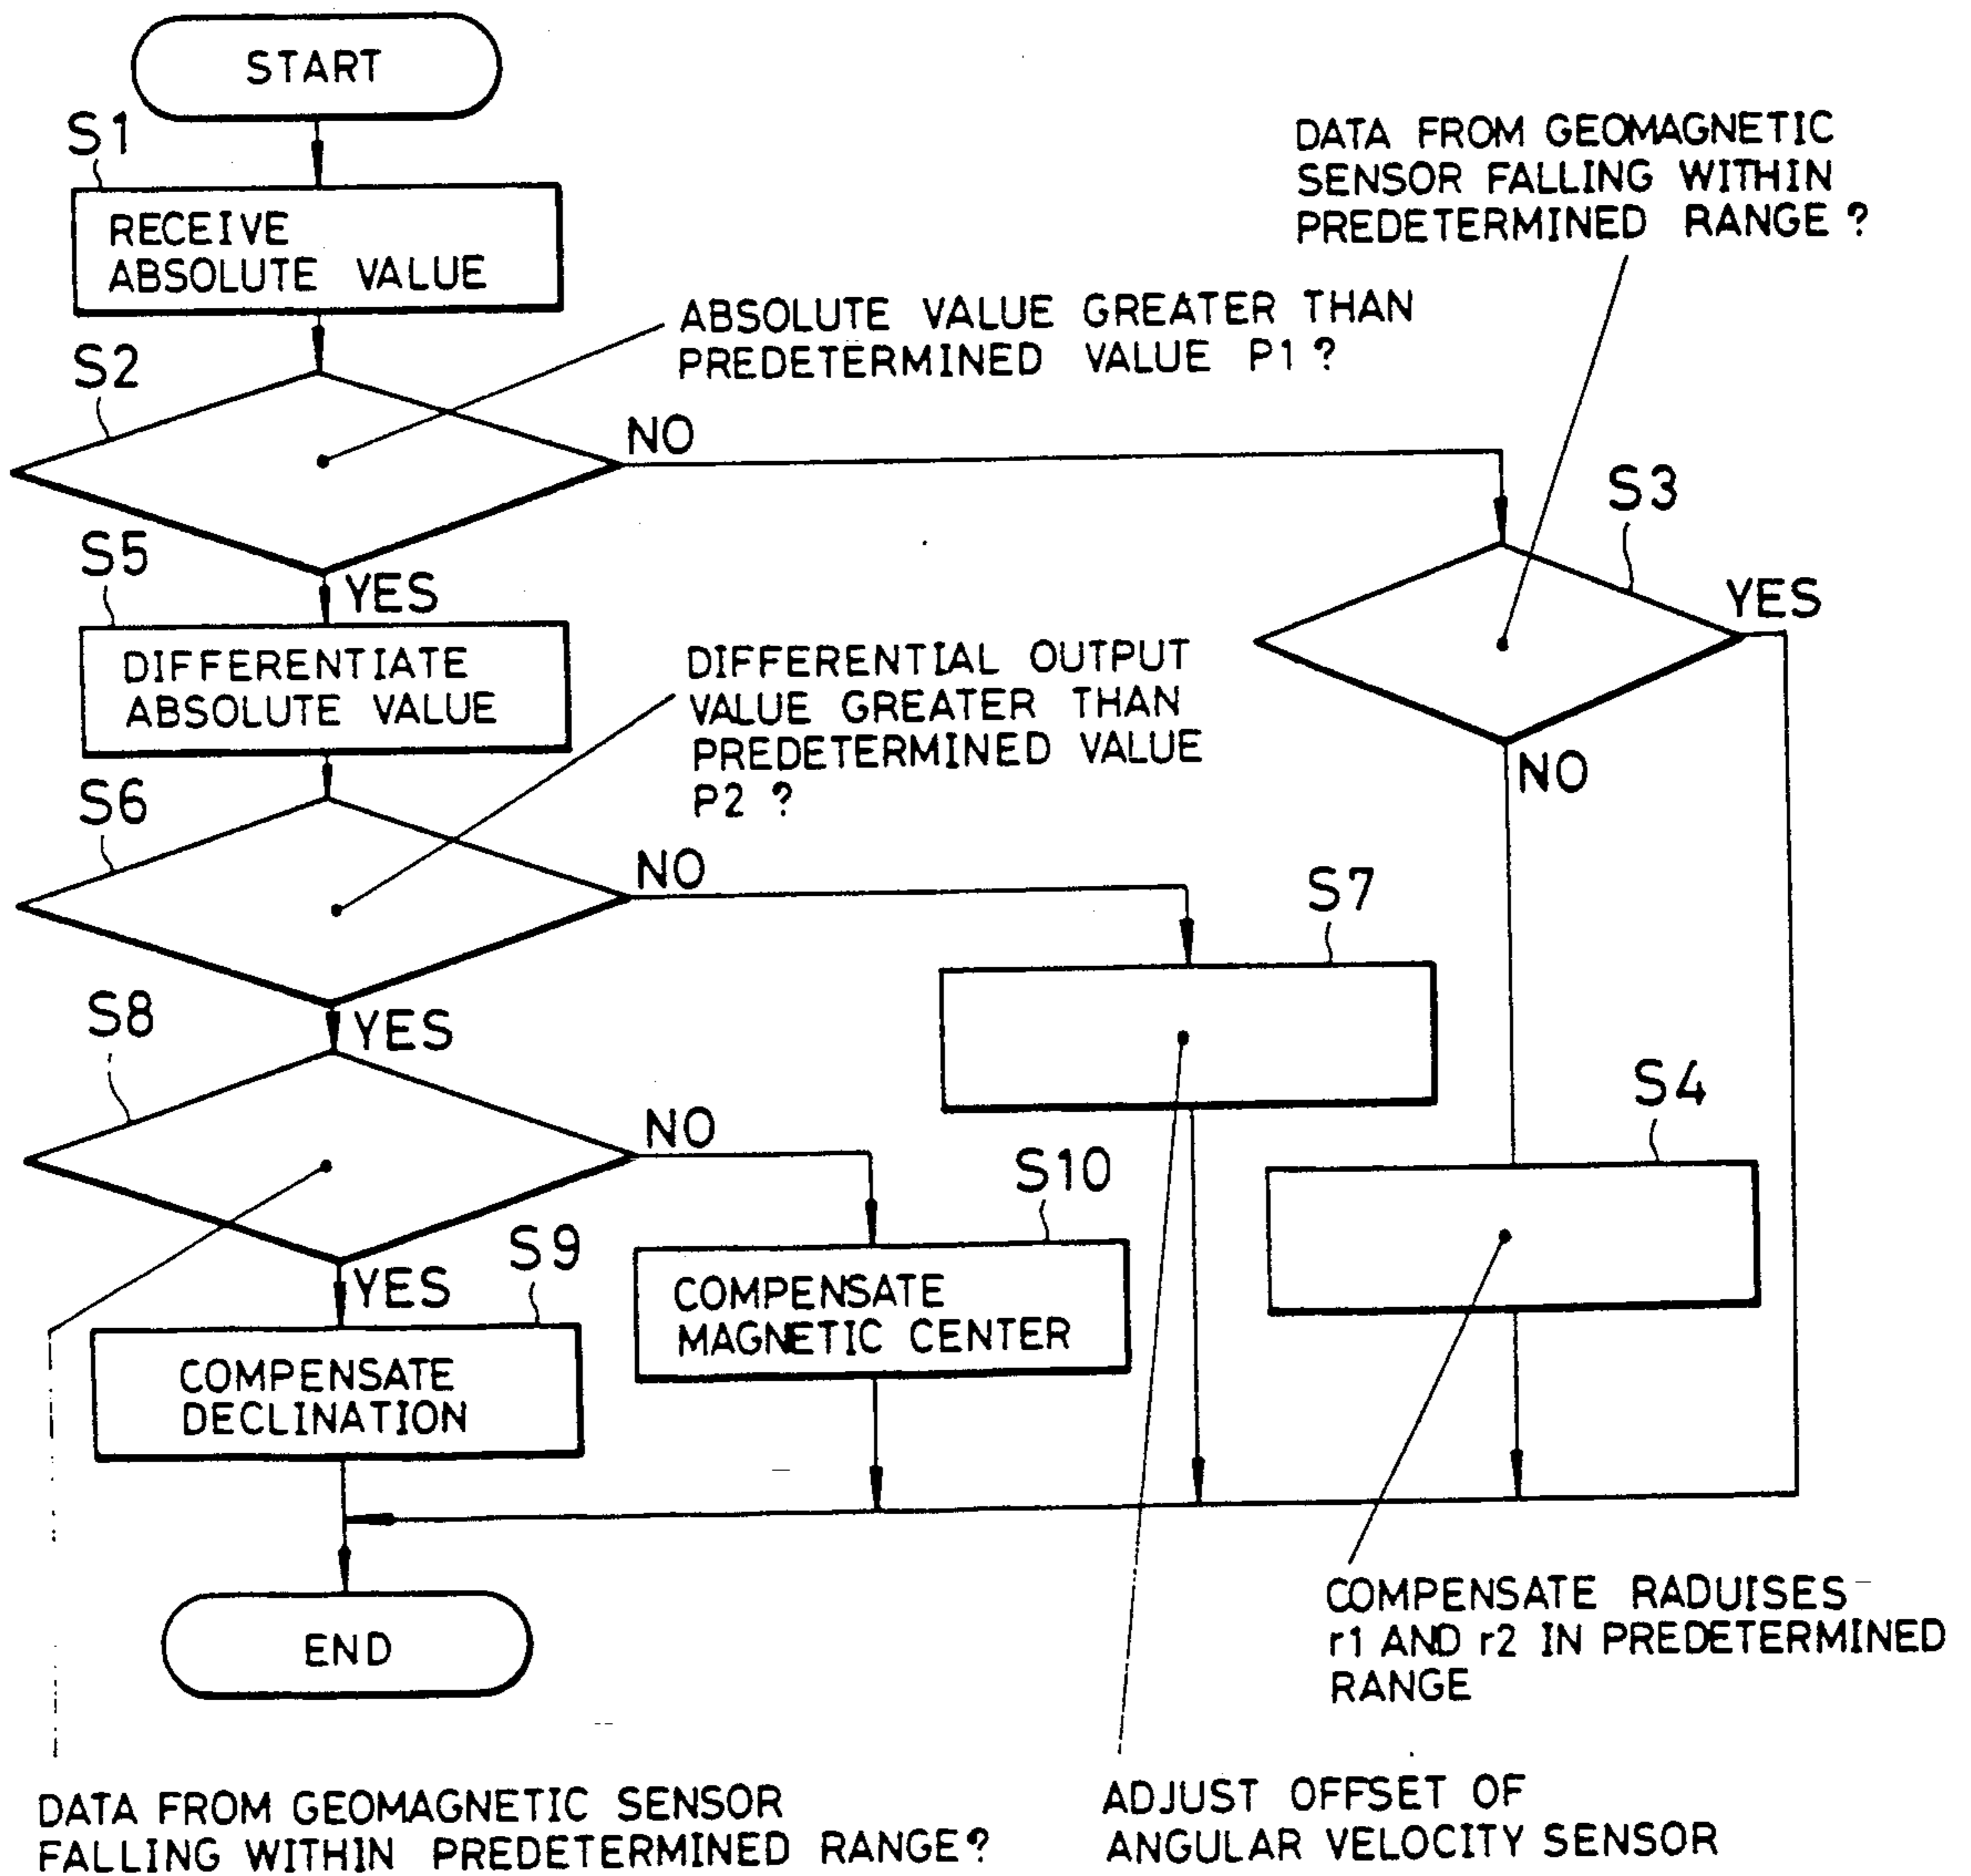 START
S1
RECEIVE
ABSOLUTE VALUE
DATA FROM GEOMAGNETIC
SENSOR FALLING WITHIN
PREDETERMINED RANGE ?
ABSOLUTE VALUE GREATER THAN
PREDETERMINED VALUE P1 ?
S2
NO
S3
YES
NO
YES
S5
DIFFERENTIATE
ABSOLUTE VALUE
DIFFERENTIAL OUTPUT
VALUE GREATER THAN
PREDETERMINED VALUE
P2 ?
S6
NO
S7
YES
S8
NO
S4
S10
COMPENSATE
MAGNETIC CENTER
YES
S9
COMPENSATE
DECLINATION
END
COMPENSATE RADUISES
r1 AND r2 IN PREDETERMINED
RANGE
DATA FROM GEOMAGNETIC SENSOR
FALLING WITHIN PREDETERMINED RANGE?
ADJUST OFFSET OF
ANGULAR VELOCITY SENSOR